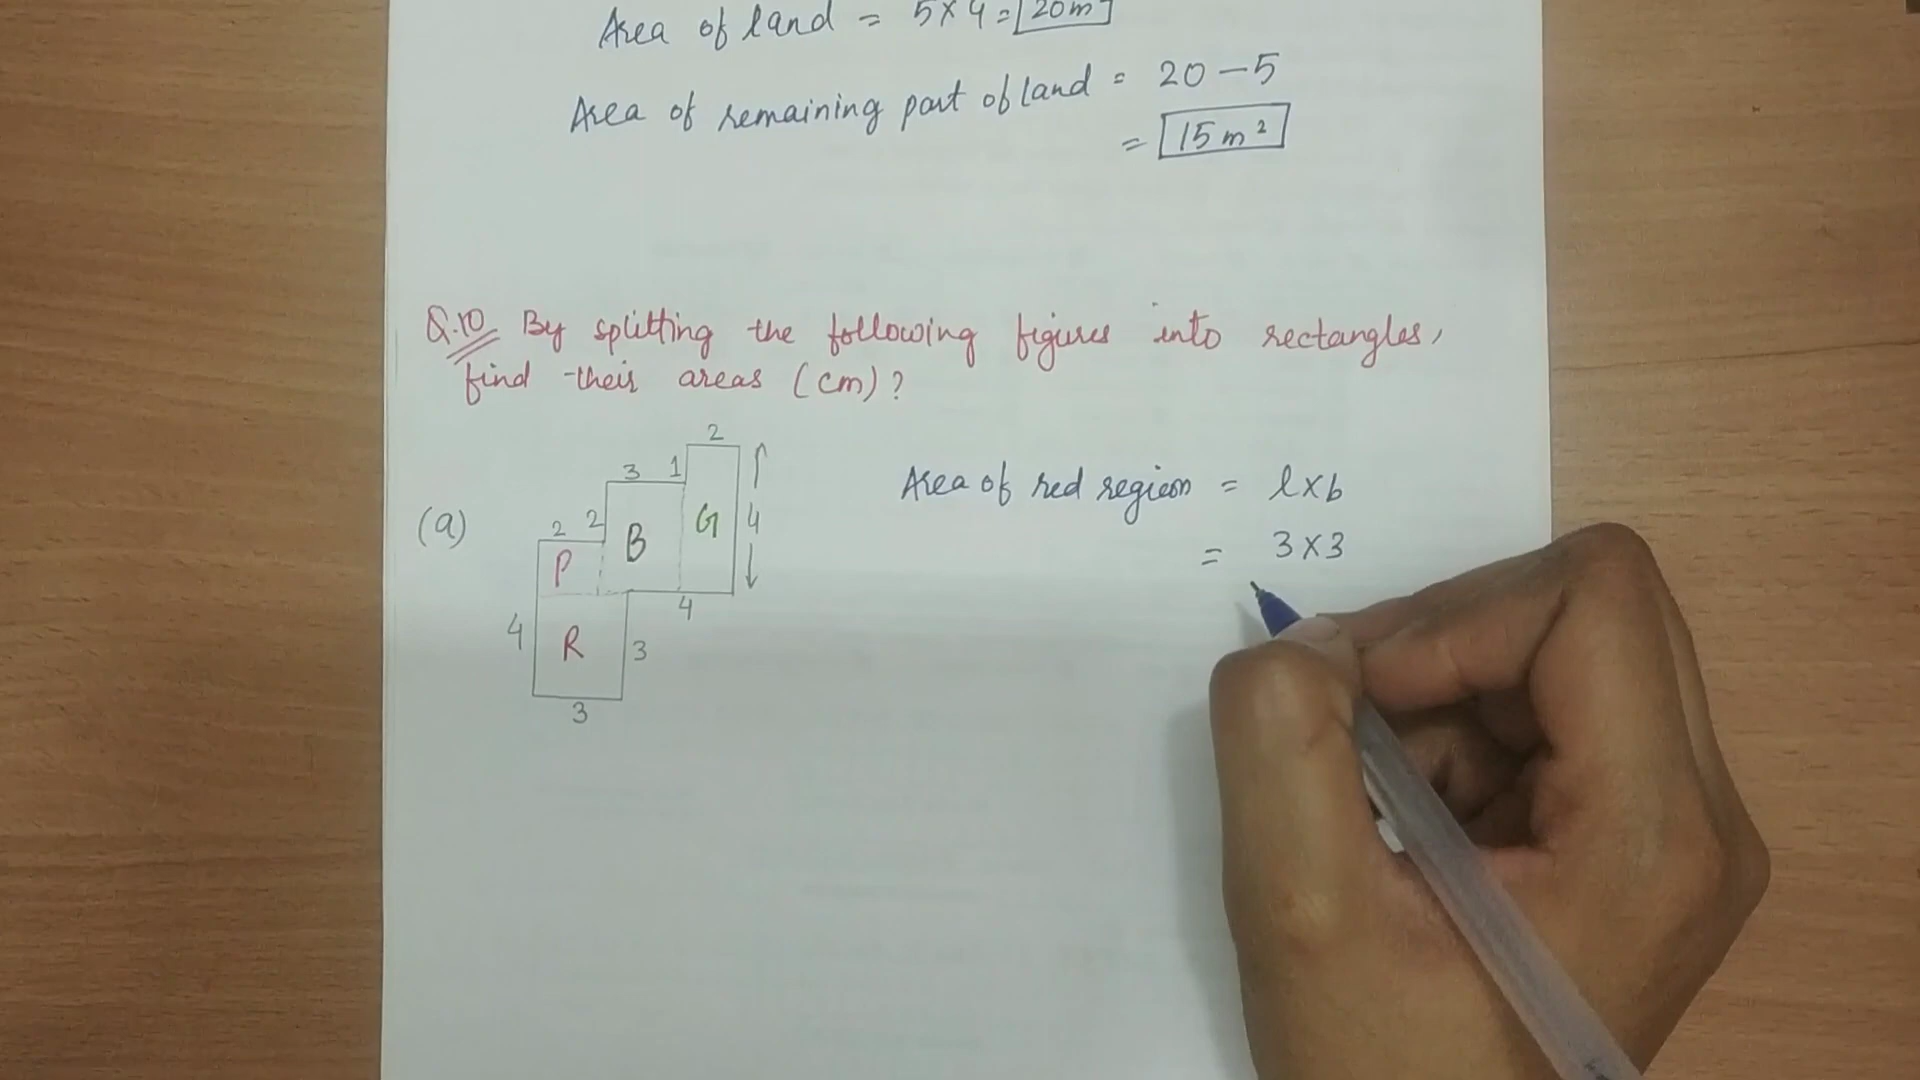 Area of land = 5 × 4 = 20m
Area of remaining part of land = 20 - 5
= 15 m²
Q.10 By splitting the following figures into rectangles,
find their areas (cm)?
(a)
2
3 1
2 2
P B G 4
4 R 3 4
3
Area of red region = l×b
= 3×3